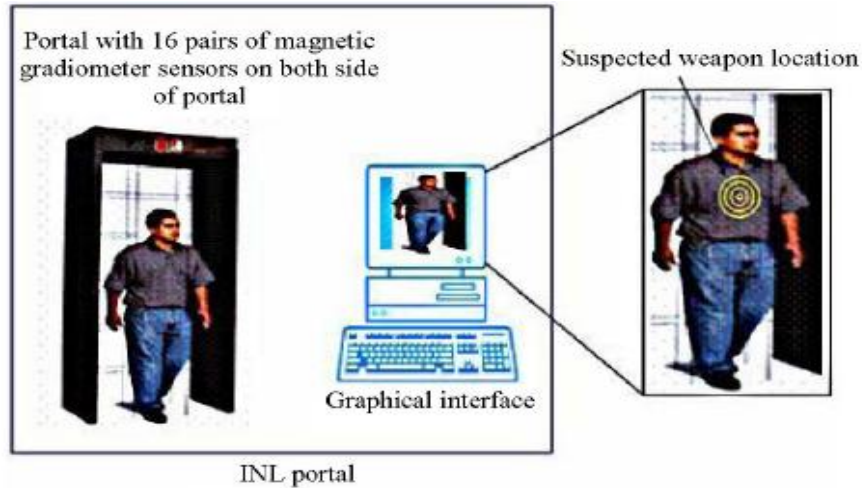 Portal with 16 pairs of magnetic
gradiometer sensors on both side
of portal
Suspected weapon location
Graphical interface
INL portal